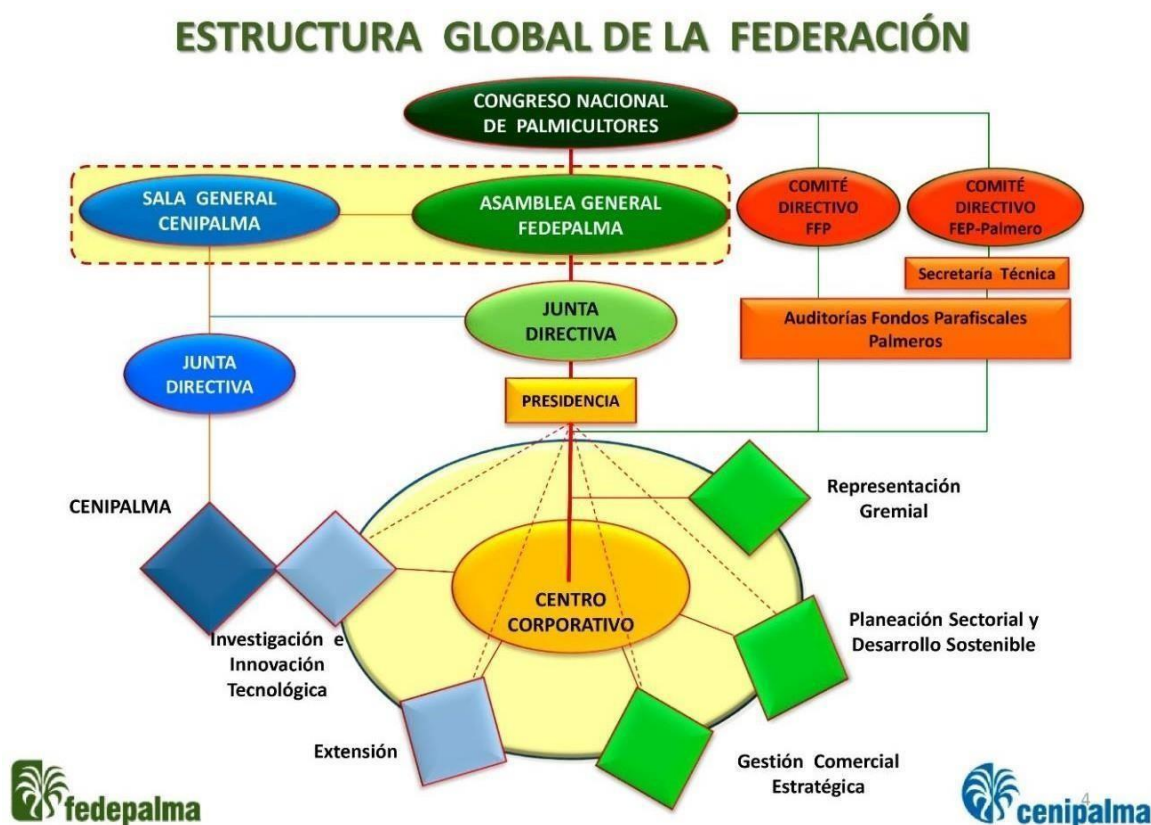 ESTRUCTURA GLOBAL DE LA FEDERACIÓN
CONGRESO NACIONAL
DE PALMICULTORES
SALA GENERAL
CENIPALMA
ASAMBLEA GENERAL
FEDEPALMA
COMITÉ
DIRECTIVO
FFP
COMITÉ
DIRECTIVO
FEP-Palmero
Secretaría Técnica
JUNTA
DIRECTIVA
Auditorías Fondos Parafiscales
Palmeros
JUNTA
DIRECTIVA
PRESIDENCIA
CENIPALMA
Representación
Gremial
CENTRO
CORPORATIVO
Planeación Sectorial y
Desarrollo Sostenible
Investigación e
Innovación
Tecnológica
Extensión
Gestión Comercial
Estratégica
fedepalma
4
cenipalma